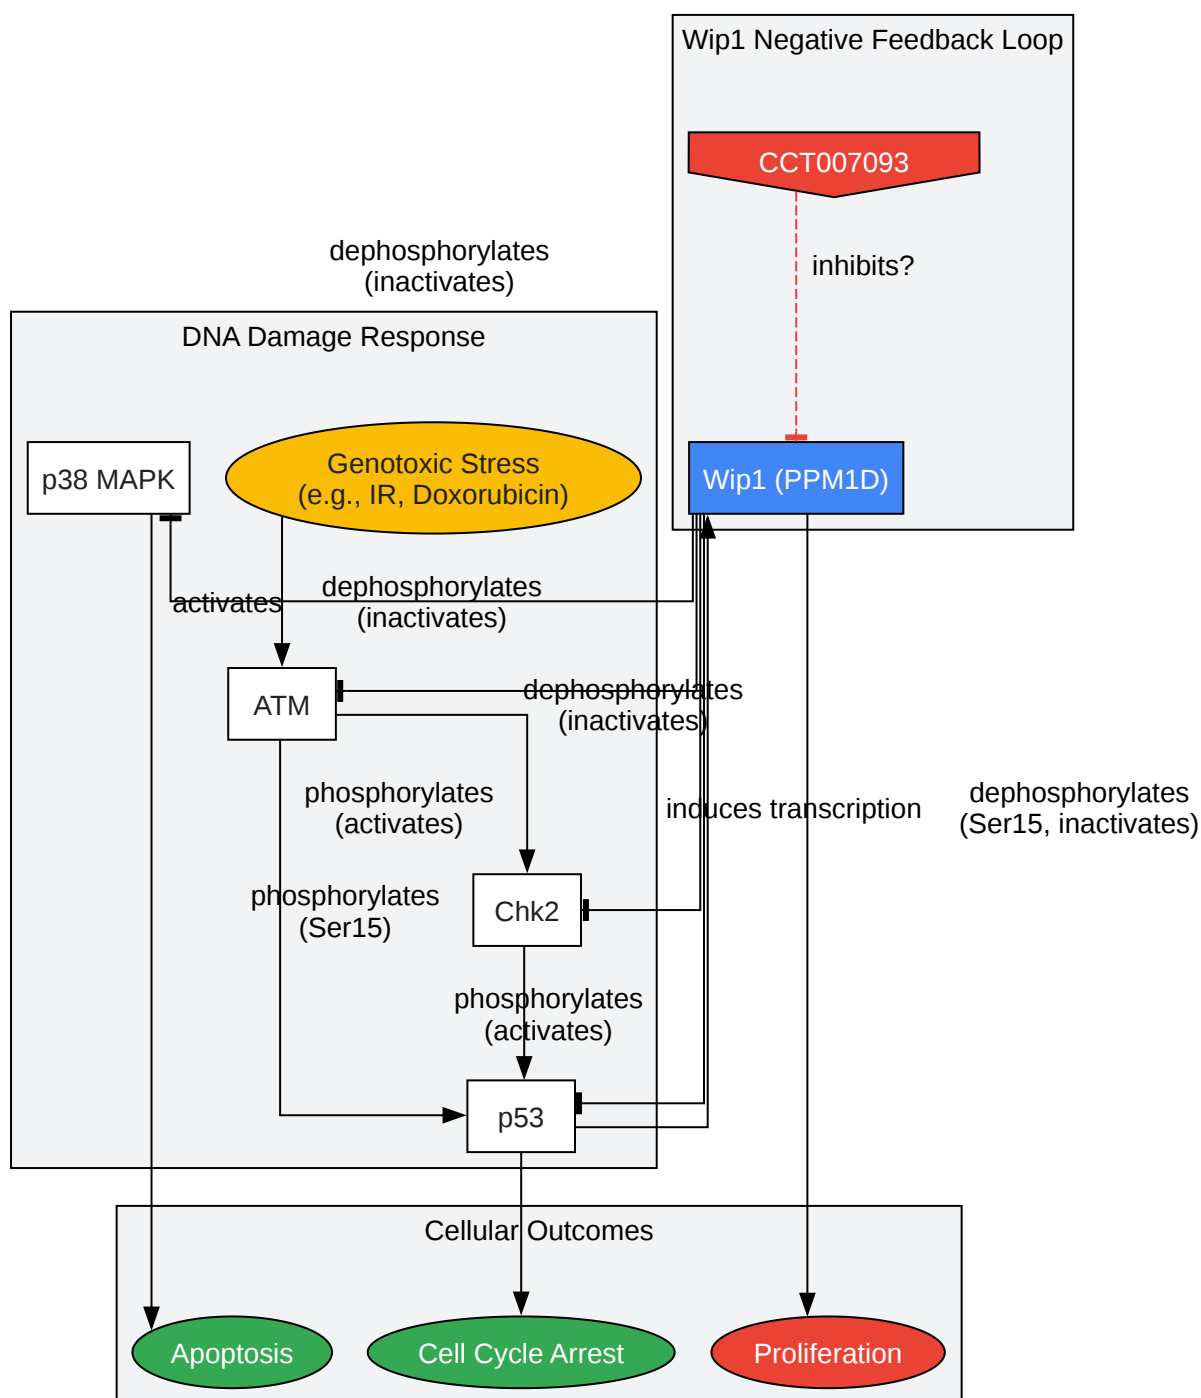 Wip1 Negative Feedback Loop
CCT007093
dephosphorylates
(inactivates)
inhibits?
DNA Damage Response
p38 MAPK
Genotoxic Stress
(e.g., IR, Doxorubicin)
Wip1 (PPM1D)
activates
dephosphorylates
(inactivates)
ATM
dephosphorylates
(inactivates)
phosphorylates
(activates)
induces transcription
dephosphorylates
(Ser15, inactivates)
phosphorylates
(Ser15)
Chk2
phosphorylates
(activates)
p53
Cellular Outcomes
Apoptosis
Cell Cycle Arrest
Proliferation